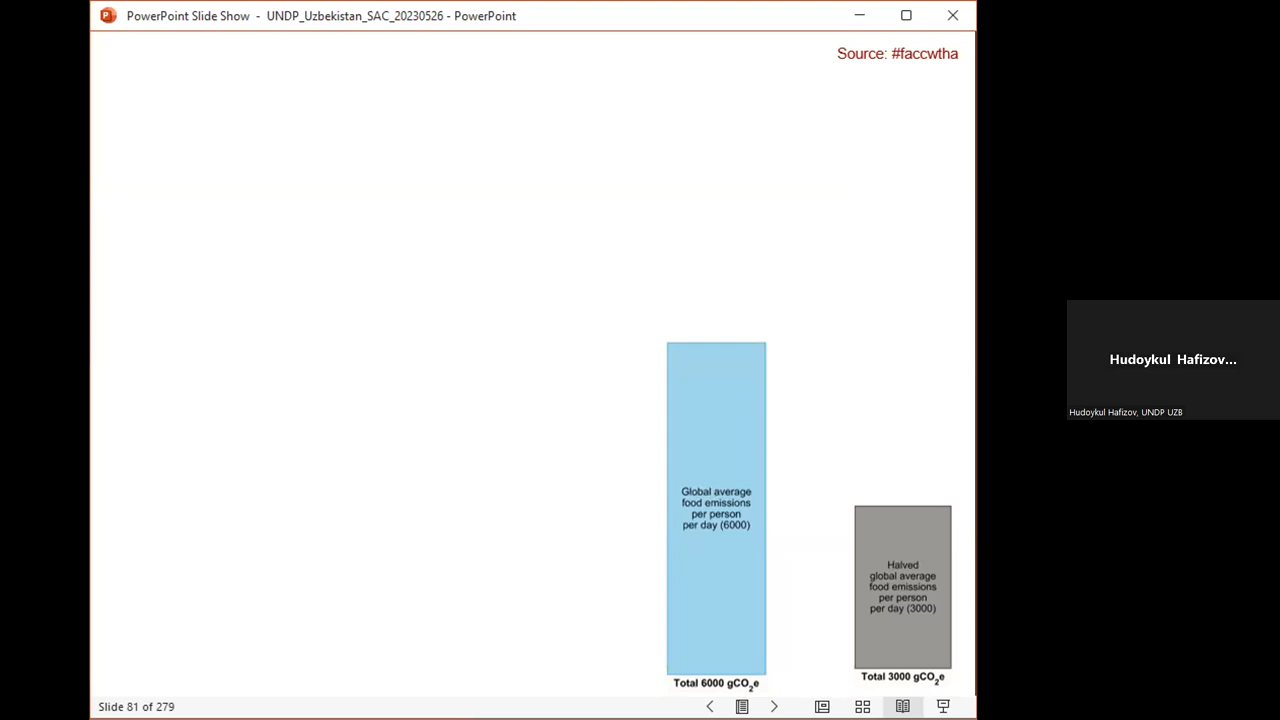 PowerPoint Slide Show - UNDP_Uzbekistan_SAC_20230526 - PowerPoint
Source: #faccwtha
Global average
food emissions
per person
per day (6000)
Total 6000 gCO2e
Halved
global average
food emissions
per person
per day (3000)
Total 3000 gCO2e
Slide 81 of 279
Hudoykul Hafizov...
Hudoykul Hafizov, UNDP UZB